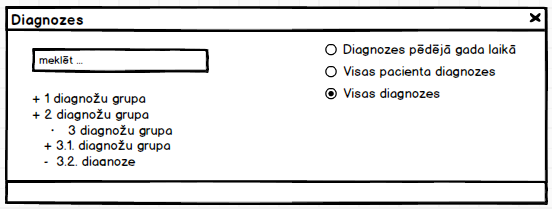 Diagnozes
meklēt ...
Diagnozes pēdējā gada laikā
Visas pacienta diagnozes
Visas diagnozes
+ 1 diagnožu grupa
+ 2 diagnožu grupa
· 3 diagnožu grupa
+ 3.1. diagnožu grupa
- 3.2. diagnoze